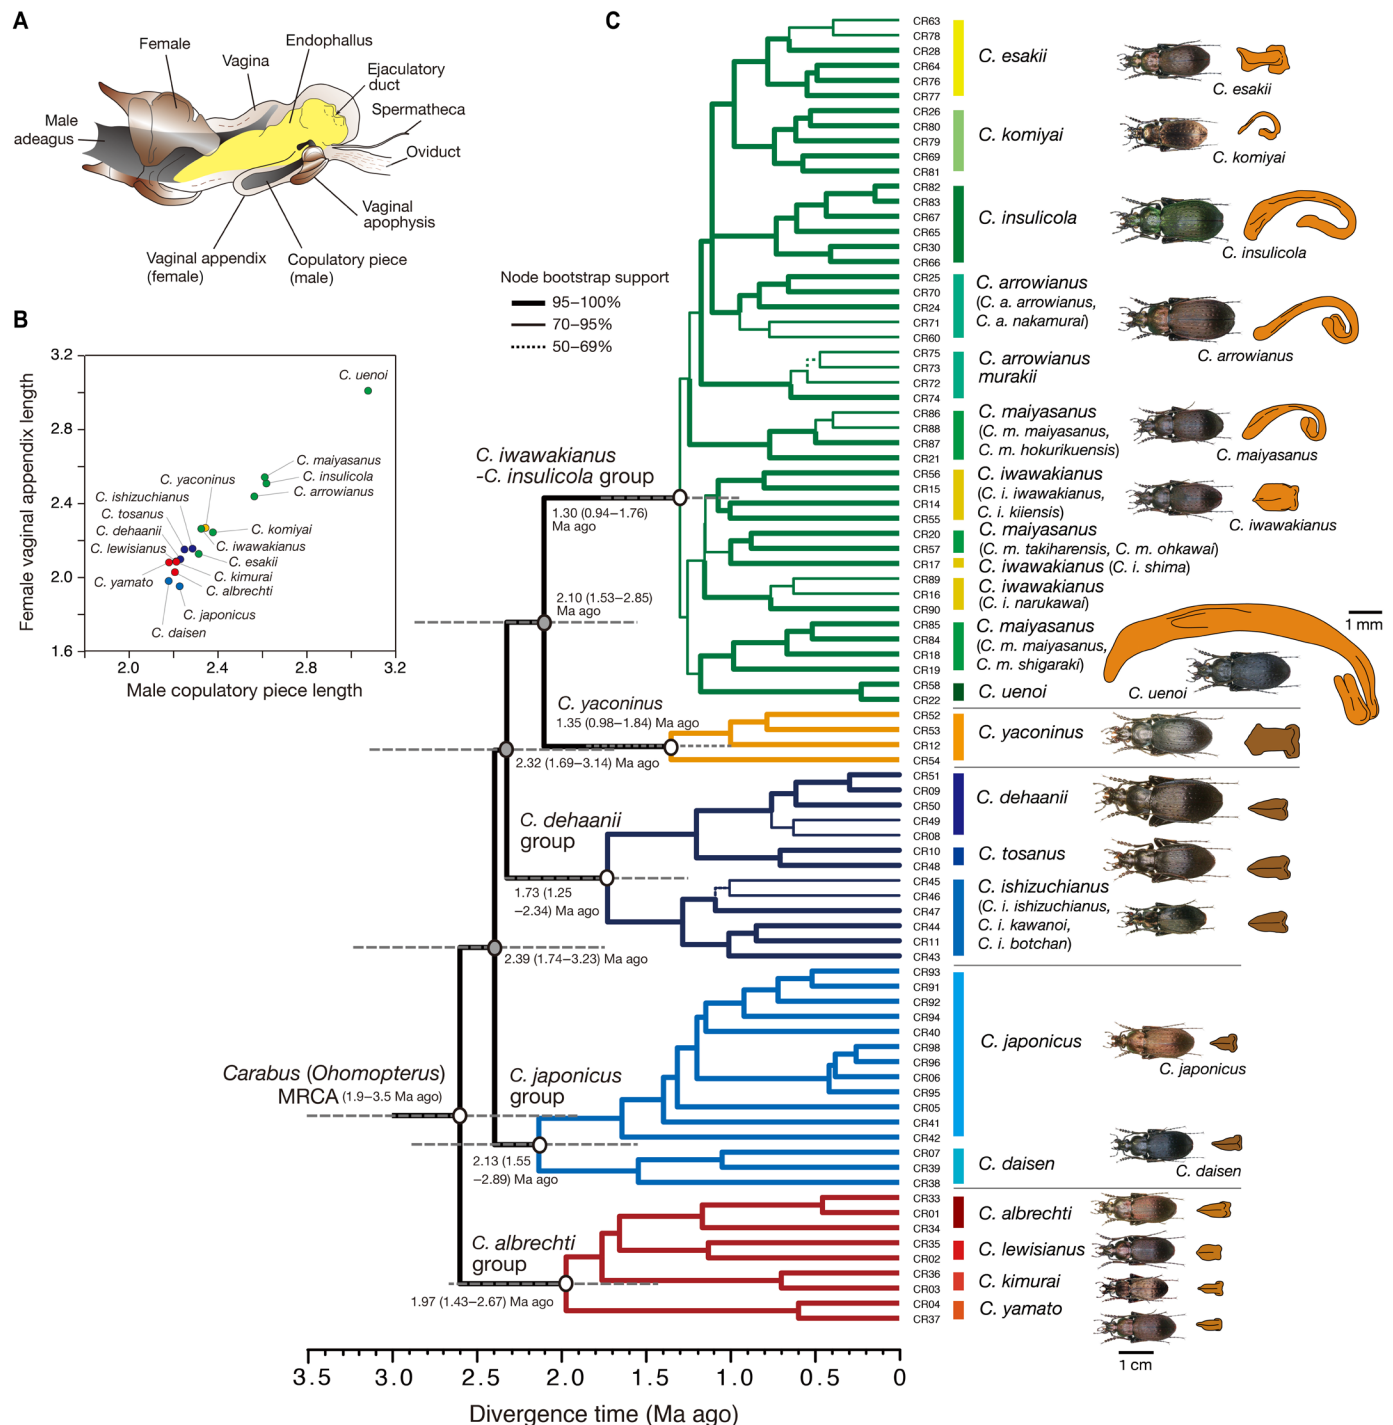 A
Female
Vagina
Endophallus
Ejaculatory
duct
Spermatheca
Oviduct
Male
adeagus
Vaginal
apophysis
Vaginal appendix
(female)
Copulatory piece
(male)
B
Female vaginal appendix length
3.2
2.8
2.4
2.0
1.6
2.0
2.4
2.8
3.2
Male copulatory piece length
C. uenoi
C. maiyasanus
C. insulicola
C. arrowianus
C. yaconinus
C. ishizuchianus
C. tosanus
C. dehaanii
C. lewisianus
C. yamato
C. komiyai
C. iwawakianus
C. esakii
C. kimurai
C. albrechti
C. japonicus
C. daisen
C
Node bootstrap support
95–100%
70–95%
50–69%
C. iwawakianus
-C. insulicola group
1.30 (0.94–1.76)
Ma ago
2.10 (1.53–2.85)
Ma ago
C. yaconinus
1.35 (0.98–1.84) Ma ago
2.32 (1.69–3.14) Ma ago
C. dehaanii
group
1.73 (1.25
–2.34) Ma ago
2.39 (1.74–3.23) Ma ago
Carabus (Ohomopterus)
MRCA (1.9–3.5 Ma ago)
C. japonicus
group
2.13 (1.55
–2.89) Ma ago
C. albrechti
group
1.97 (1.43–2.67) Ma ago
CR63
CR78
CR28
CR64
CR76
CR77
CR26
CR80
CR79
CR69
CR81
CR82
CR83
CR67
CR65
CR30
CR66
CR25
CR70
CR24
CR71
CR60
CR75
CR73
CR72
CR74
CR86
CR88
CR87
CR21
CR56
CR15
CR14
CR55
CR20
CR57
CR17
CR89
CR16
CR90
CR85
CR84
CR18
CR19
CR58
CR22
CR52
CR53
CR12
CR54
CR51
CR09
CR50
CR49
CR08
CR10
CR48
CR45
CR46
CR47
CR44
CR11
CR43
CR93
CR91
CR92
CR94
CR40
CR98
CR96
CR06
CR95
CR05
CR41
CR42
CR07
CR39
CR38
CR33
CR01
CR34
CR35
CR02
CR36
CR03
CR04
CR37
C. esakii
C. komiyai
C. insulicola
C. arrowianus
(C. a. arrowianus,
C. a. nakamurai)
C. arrowianus
murakii
C. maiyasanus
(C. m. maiyasanus,
C. m. hokurikuensis)
C. iwawakianus
(C. i. iwawakianus,
C. i. kiiensis)
C. maiyasanus
(C. m. takiharensis, C. m. ohkawai)
C. iwawakianus (C. i. shima)
C. iwawakianus
(C. i. narukawai)
C. maiyasanus
(C. m. maiyasanus,
C. m. shigaraki)
C. uenoi
C. yaconinus
C. dehaanii
C. tosanus
C. ishizuchianus
(C. i. ishizuchianus,
C. i. kawanoi,
C. i. botchan)
C. japonicus
C. daisen
C. albrechti
C. lewisianus
C. kimurai
C. yamato
C. esakii
C. komiyai
C. insulicola
C. arrowianus
C. maiyasanus
C. iwawakianus
1 mm
C. uenoi
C. japonicus
C. daisen
1 cm
3.5
3.0
2.5
2.0
1.5
1.0
0.5
0
Divergence time (Ma ago)